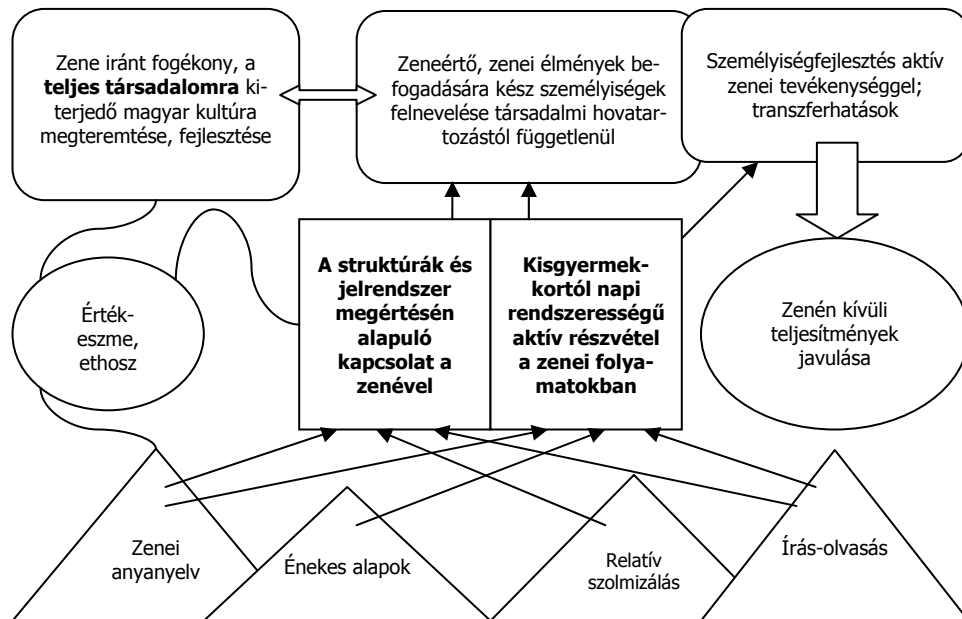 Zene iránt fogékony, a
teljes társadalomra ki-
terjedő magyar kultúra
megteremtése, fejlesztése
Zeneértő, zenei élmények be-
fogadására kész személyiségek
felnevelése társadalmi hovatar-
tozástól függetlenül
Személyiségfejlesztés aktív
zenei tevékenységgel;
transzferhatások
Érték-
eszme,
ethosz
A struktúrák és
jelrendszer
megértésén
alapuló
kapcsolat a
zenével
Kisgyermek-
kortól napi
rendszerességű
aktív részvétel
a zenei folya-
matokban
Zenén kívüli
teljesítmények
javulása
Zenei
anyanyelv
Énekes alapok
Relatív
szolmizálás
Írás-olvasás